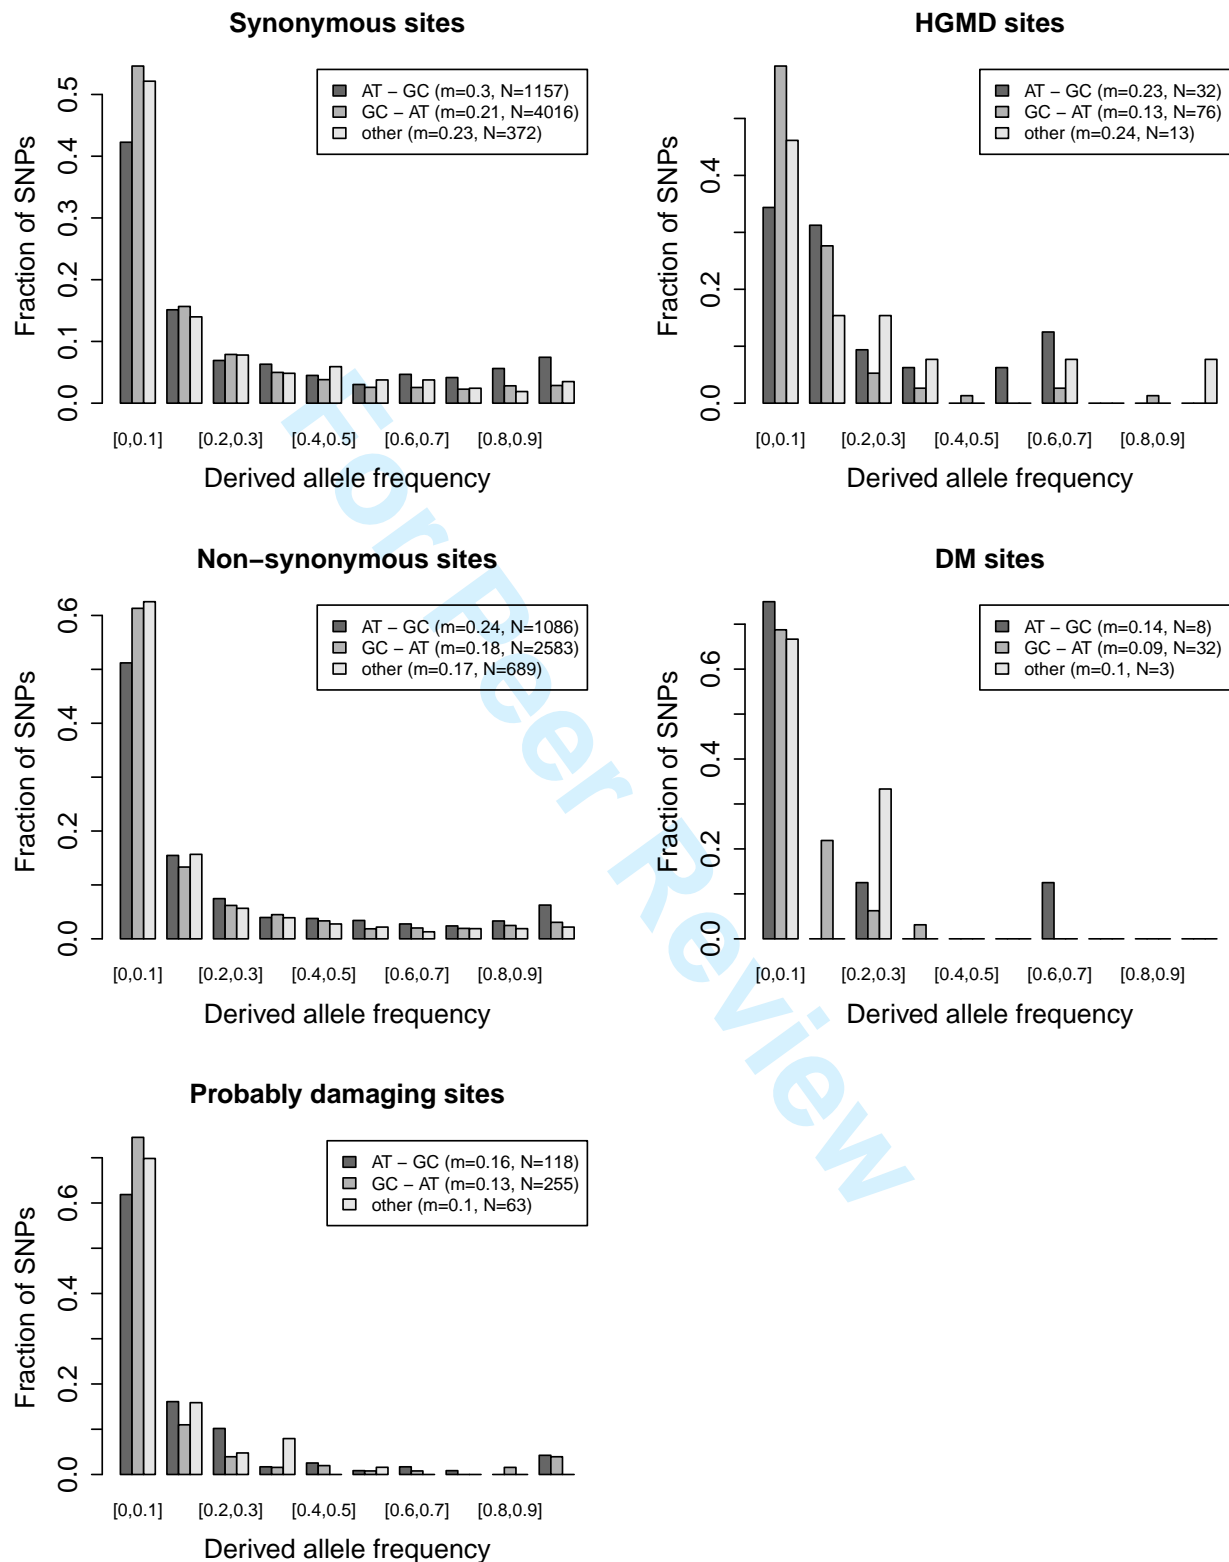 Synonymous sites
Fraction of SNPs
0.0 0.1 0.2 0.3 0.4 0.5
AT − GC (m=0.3, N=1157)
GC − AT (m=0.21, N=4016)
other (m=0.23, N=372)
[0,0.1] [0.2,0.3] [0.4,0.5] [0.6,0.7] [0.8,0.9]
Derived allele frequency
HGMD sites
Fraction of SNPs
0.0 0.2 0.4
AT − GC (m=0.23, N=32)
GC − AT (m=0.13, N=76)
other (m=0.24, N=13)
[0,0.1] [0.2,0.3] [0.4,0.5] [0.6,0.7] [0.8,0.9]
Derived allele frequency
Non−synonymous sites
Fraction of SNPs
0.0 0.2 0.4 0.6
AT − GC (m=0.24, N=1086)
GC − AT (m=0.18, N=2583)
other (m=0.17, N=689)
[0,0.1] [0.2,0.3] [0.4,0.5] [0.6,0.7] [0.8,0.9]
Derived allele frequency
DM sites
Fraction of SNPs
0.0 0.2 0.4 0.6
AT − GC (m=0.14, N=8)
GC − AT (m=0.09, N=32)
other (m=0.1, N=3)
[0,0.1] [0.2,0.3] [0.4,0.5] [0.6,0.7] [0.8,0.9]
Derived allele frequency
Probably damaging sites
Fraction of SNPs
0.0 0.2 0.4 0.6
AT − GC (m=0.16, N=118)
GC − AT (m=0.13, N=255)
other (m=0.1, N=63)
[0,0.1] [0.2,0.3] [0.4,0.5] [0.6,0.7] [0.8,0.9]
Derived allele frequency
For Peer Review